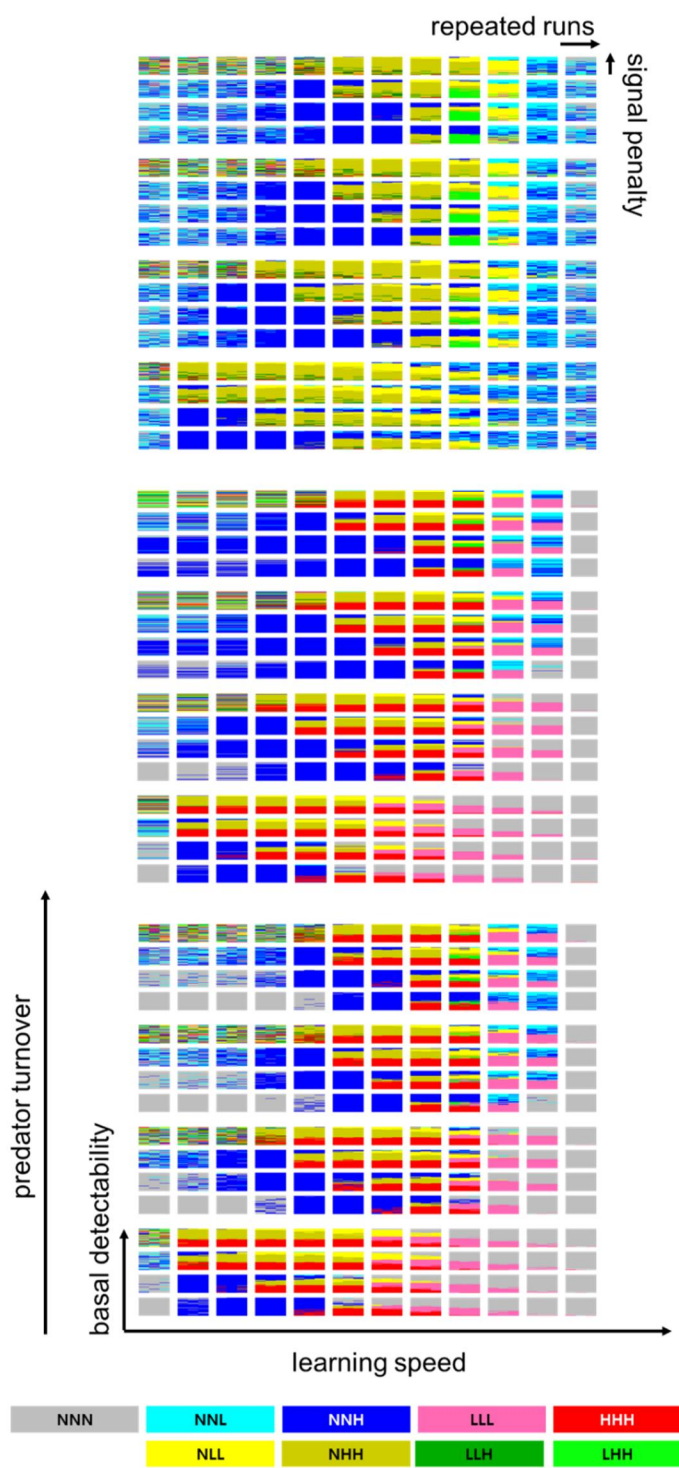 repeated runs
signal penalty
predator turnover
basal detectability
learning speed
NNN
NNL
NNH
LLL
HHH
NLL
NHH
LLH
LHH